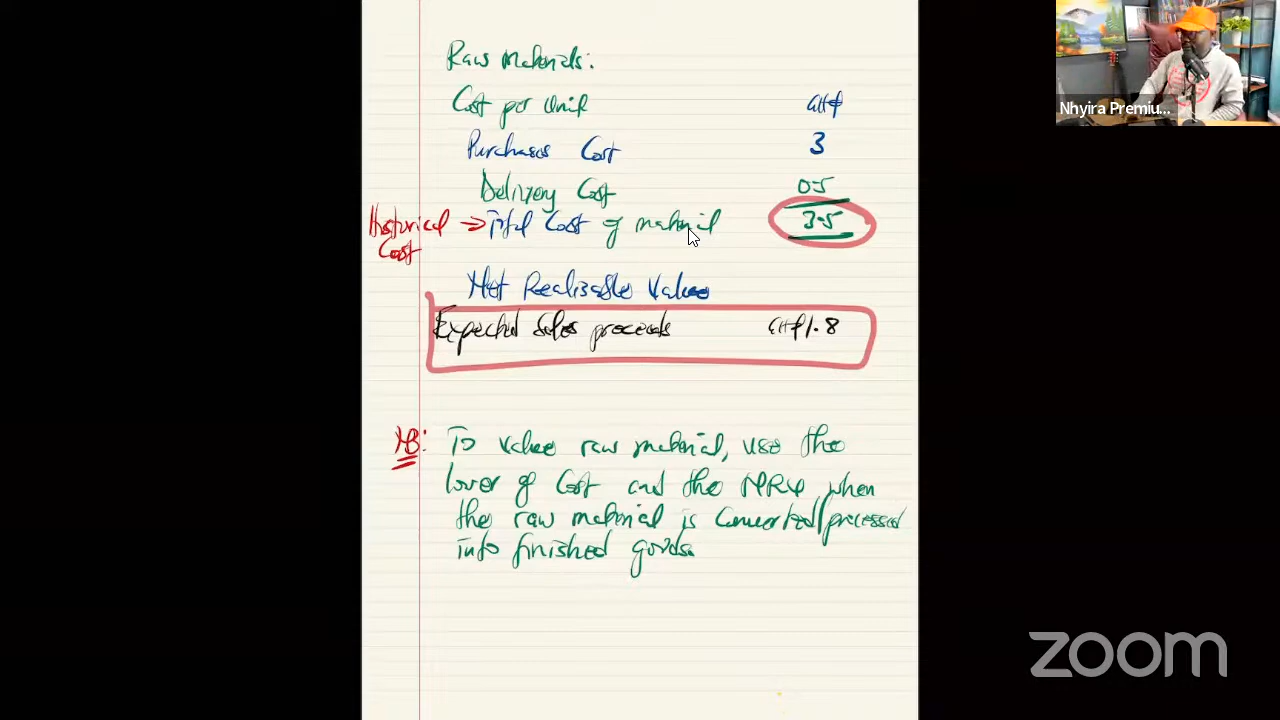 Nhyira Premiu...
Raw Materials:
Cost per Unit GH¢
Purchases Cost 3
Delivery Cost 0.5
Historical → Total Cost of material 3.5
Cost
Net Realizable Value
Expected Sales proceeds GH¢1.8
NB: To value raw material, use the
lower of Cost and the NRV when
the raw material is Converted/processed
into finished goods.
zoom